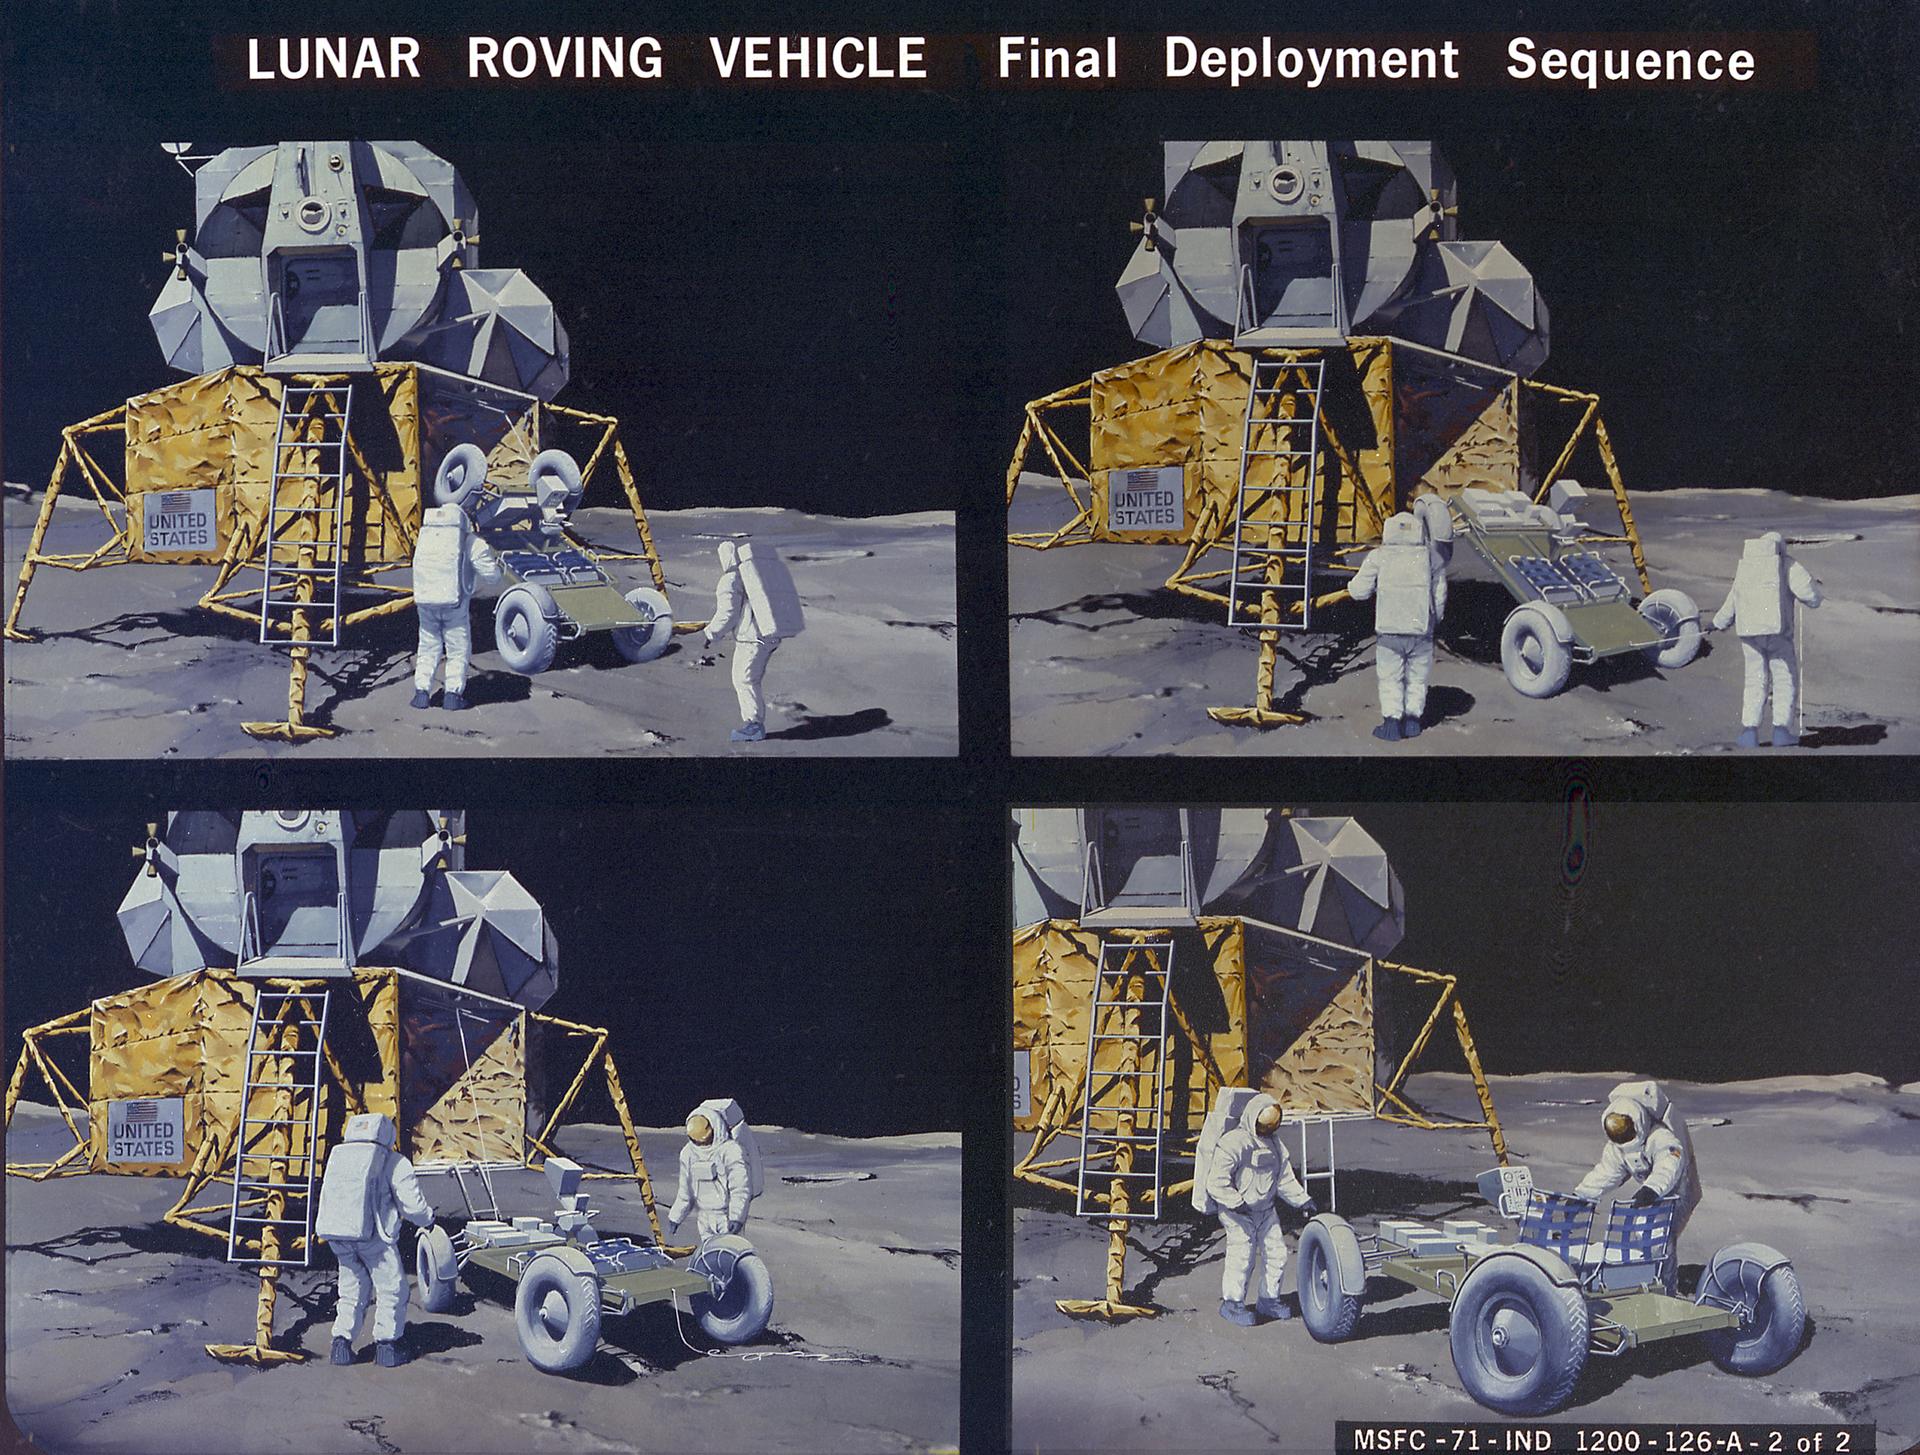 LUNAR ROVING VEHICLE Final Deployment Sequence
UNITED
STATES
UNITED
STATES
UNITED
STATES
MSFC-71-IND 1200-126-A-2 of 2